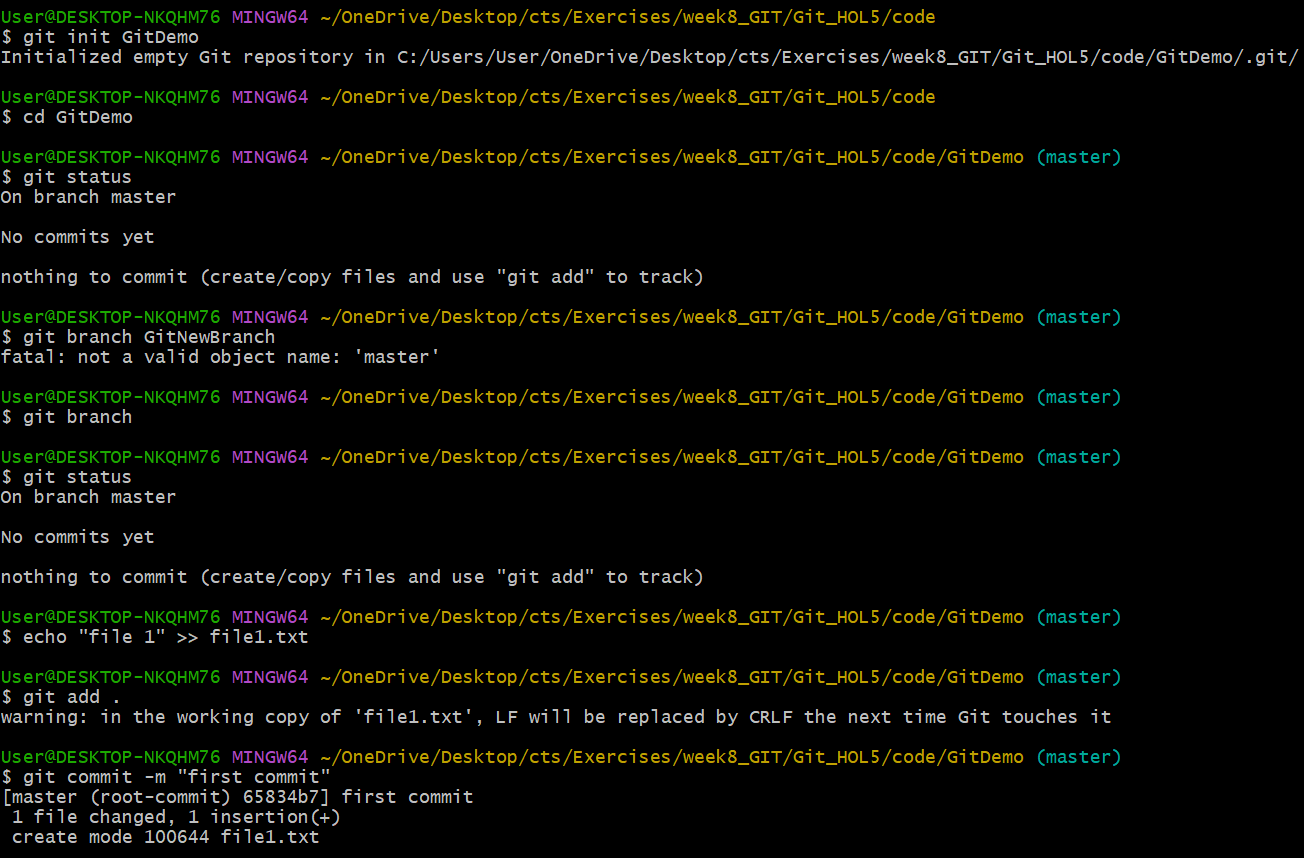 User@DESKTOP-NKQHM76 MINGW64 ~/OneDrive/Desktop/cts/Exercises/week8_GIT/Git_HOL5/code
$ git init GitDemo
Initialized empty Git repository in C:/Users/User/OneDrive/Desktop/cts/Exercises/week8_GIT/Git_HOL5/code/GitDemo/.git/
User@DESKTOP-NKQHM76 MINGW64 ~/OneDrive/Desktop/cts/Exercises/week8_GIT/Git_HOL5/code
$ cd GitDemo
User@DESKTOP-NKQHM76 MINGW64 ~/OneDrive/Desktop/cts/Exercises/week8_GIT/Git_HOL5/code/GitDemo (master)
$ git status
On branch master
No commits yet
nothing to commit (create/copy files and use "git add" to track)
User@DESKTOP-NKQHM76 MINGW64 ~/OneDrive/Desktop/cts/Exercises/week8_GIT/Git_HOL5/code/GitDemo (master)
$ git branch GitNewBranch
fatal: not a valid object name: 'master'
User@DESKTOP-NKQHM76 MINGW64 ~/OneDrive/Desktop/cts/Exercises/week8_GIT/Git_HOL5/code/GitDemo (master)
$ git branch
User@DESKTOP-NKQHM76 MINGW64 ~/OneDrive/Desktop/cts/Exercises/week8_GIT/Git_HOL5/code/GitDemo (master)
$ git status
On branch master
No commits yet
nothing to commit (create/copy files and use "git add" to track)
User@DESKTOP-NKQHM76 MINGW64 ~/OneDrive/Desktop/cts/Exercises/week8_GIT/Git_HOL5/code/GitDemo (master)
$ echo "file 1" >> file1.txt
User@DESKTOP-NKQHM76 MINGW64 ~/OneDrive/Desktop/cts/Exercises/week8_GIT/Git_HOL5/code/GitDemo (master)
$ git add .
warning: in the working copy of 'file1.txt', LF will be replaced by CRLF the next time Git touches it
User@DESKTOP-NKQHM76 MINGW64 ~/OneDrive/Desktop/cts/Exercises/week8_GIT/Git_HOL5/code/GitDemo (master)
$ git commit -m "first commit"
[master (root-commit) 65834b7] first commit
 1 file changed, 1 insertion(+)
 create mode 100644 file1.txt